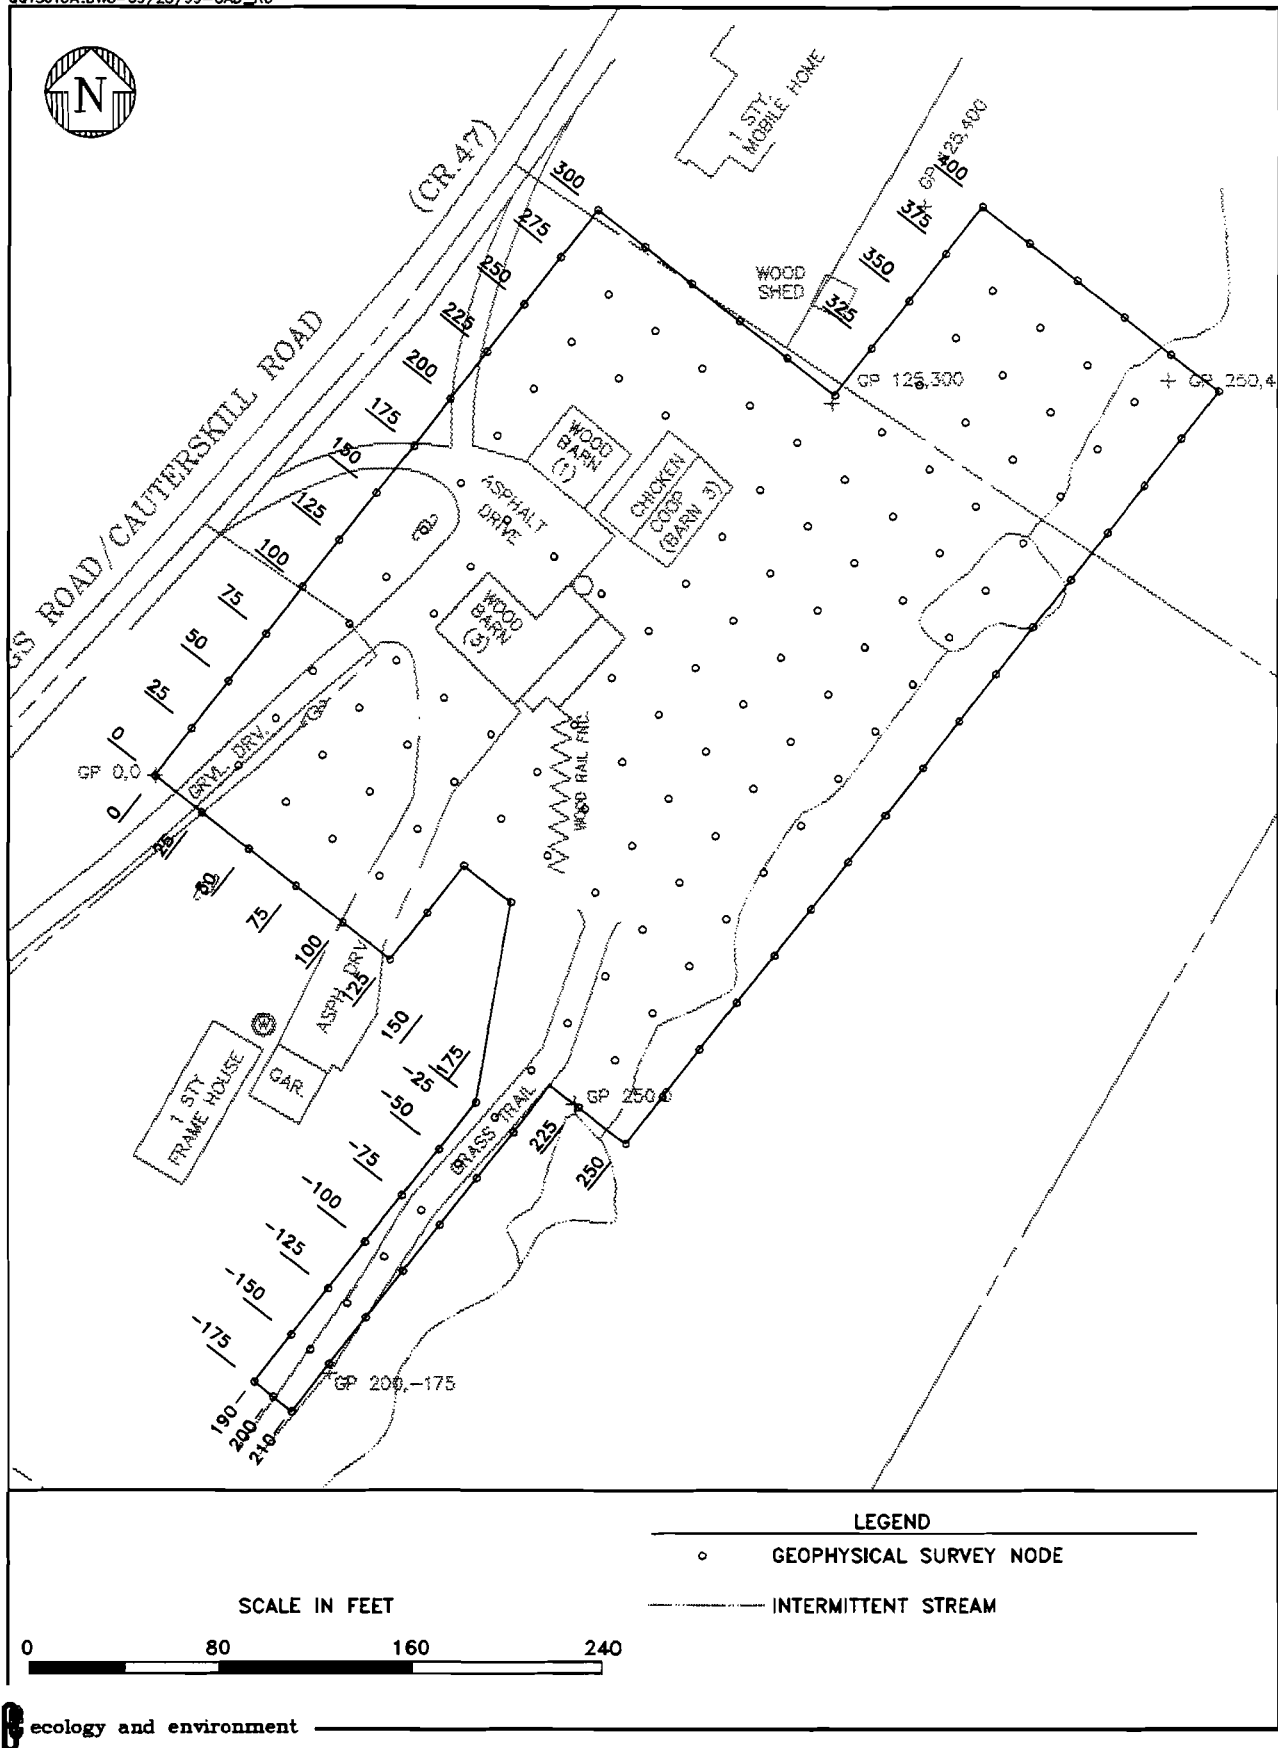 N
(CR.47)
GS ROAD/CAUTERSKILL ROAD
1 STY.
MOBILE HOME
GP 125,400
400
375
350
325
300
275
250
225
200
175
150
125
100
75
50
25
0
WOOD
SHED
GP 125,300
GP 250,4
WOOD
BARN
(1)
CHICKEN
COOP
(BARN 3)
ASPHALT
DRIVE
WOOD
BARN
WOOD RAIL FNC.
GRVL. DRV.
GP 0,0
0
25
50
75
100
125
150
175
ASPH. DRV.
1 STY
FRAME HOUSE
GAR.
GRASS TRAIL
GP 250,0
225
250
-25
-50
-75
-100
-125
-150
-175
GP 200,-175
190
200
210
LEGEND
GEOPHYSICAL SURVEY NODE
INTERMITTENT STREAM
SCALE IN FEET
0 80 160 240
ecology and environment